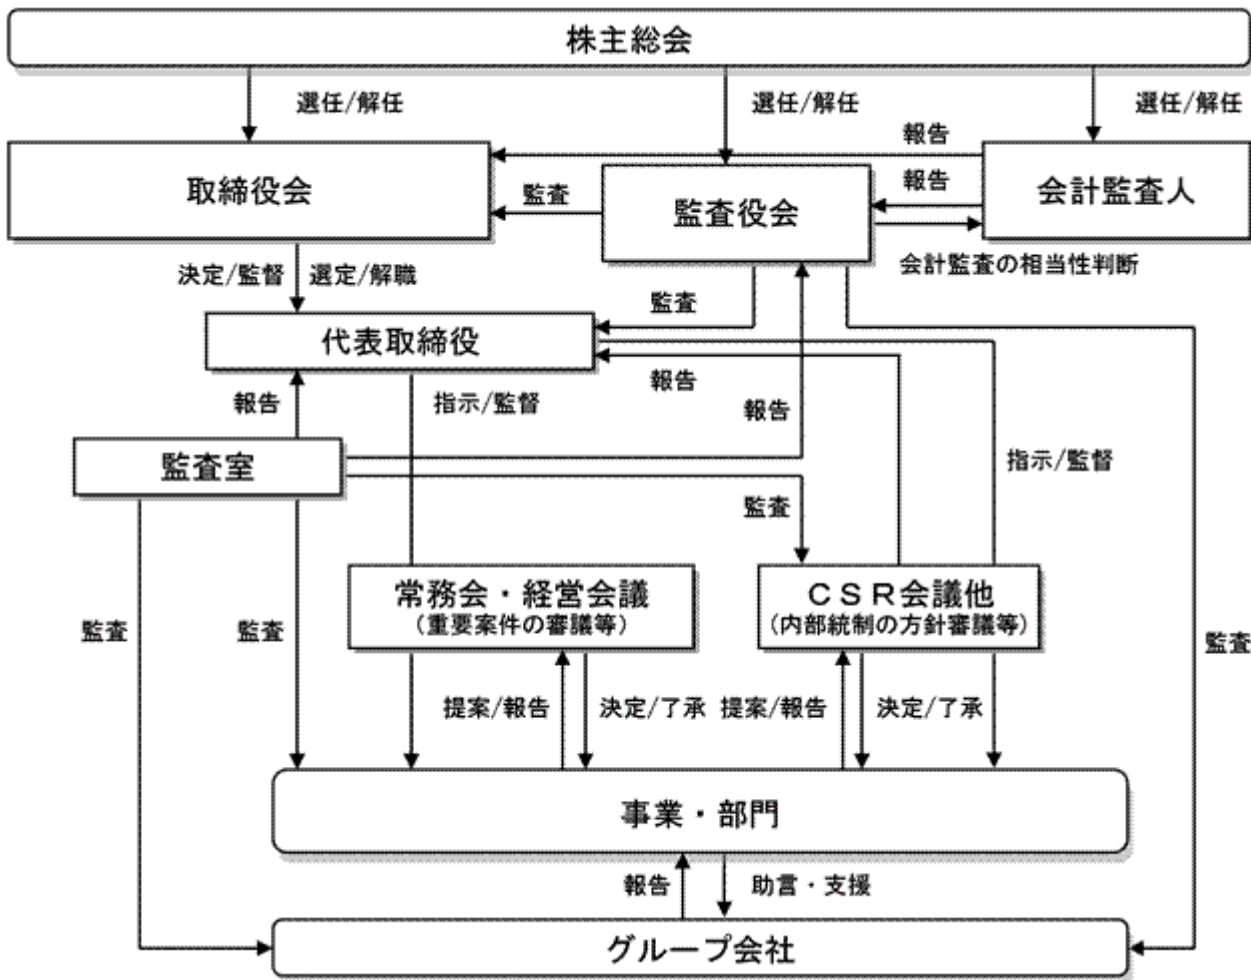 株主総会
選任/解任
選任/解任
選任/解任
報告
取締役会
監査
監査役会
報告
会計監査人
会計監査の相当性判断
決定/監督
選定/解職
監査
代表取締役
報告
報告
指示/監督
報告
監査室
指示/監督
監査
常務会・経営会議
(重要案件の審議等)
ＣＳＲ会議他
(内部統制の方針審議等)
監査
監査
監査
提案/報告
決定/了承
提案/報告
決定/了承
事業・部門
報告
助言・支援
グループ会社